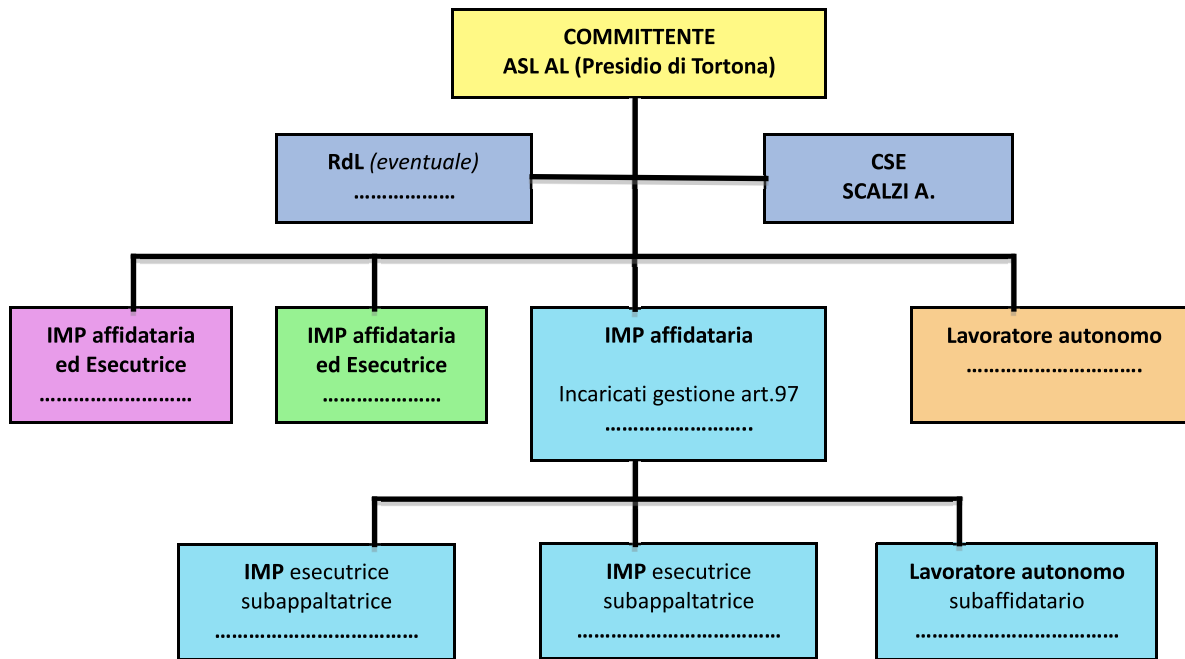 COMMITTENTE
ASL AL (Presidio di Tortona)
RdL (eventuale)
………………
CSE
SCALZI A.
IMP affidataria
ed Esecutrice
………………………
IMP affidataria
ed Esecutrice
…………………
IMP affidataria
Incaricati gestione art.97
……………………..
Lavoratore autonomo
………………………….
IMP esecutrice
subappaltatrice
………………………………
IMP esecutrice
subappaltatrice
………………………………
Lavoratore autonomo
subaffidatario
………………………………